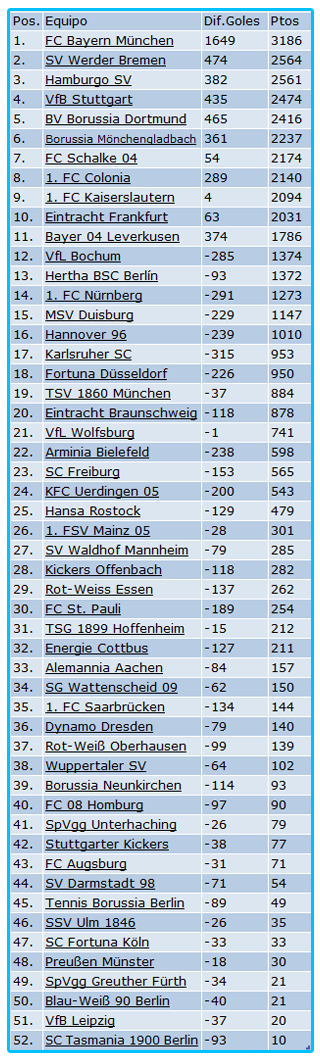 Pos. Equipo Dif.Goles Ptos
1. FC Bayern München 1649 3186
2. SV Werder Bremen 474 2564
3. Hamburgo SV 382 2561
4. VfB Stuttgart 435 2474
5. BV Borussia Dortmund 465 2416
6. Borussia Mönchengladbach 361 2237
7. FC Schalke 04 54 2174
8. 1. FC Colonia 289 2140
9. 1. FC Kaiserslautern 4 2094
10. Eintracht Frankfurt 63 2031
11. Bayer 04 Leverkusen 374 1786
12. VfL Bochum -285 1374
13. Hertha BSC Berlín -93 1372
14. 1. FC Nürnberg -291 1273
15. MSV Duisburg -229 1147
16. Hannover 96 -239 1010
17. Karlsruher SC -315 953
18. Fortuna Düsseldorf -226 950
19. TSV 1860 München -37 884
20. Eintracht Braunschweig -118 878
21. VfL Wolfsburg -1 741
22. Arminia Bielefeld -238 598
23. SC Freiburg -153 565
24. KFC Uerdingen 05 -200 543
25. Hansa Rostock -129 479
26. 1. FSV Mainz 05 -28 301
27. SV Waldhof Mannheim -79 285
28. Kickers Offenbach -118 282
29. Rot-Weiss Essen -137 262
30. FC St. Pauli -189 254
31. TSG 1899 Hoffenheim -15 212
32. Energie Cottbus -127 211
33. Alemannia Aachen -84 157
34. SG Wattenscheid 09 -62 150
35. 1. FC Saarbrücken -134 144
36. Dynamo Dresden -79 140
37. Rot-Weiß Oberhausen -99 139
38. Wuppertaler SV -64 102
39. Borussia Neunkirchen -114 93
40. FC 08 Homburg -97 90
41. SpVgg Unterhaching -26 79
42. Stuttgarter Kickers -38 77
43. FC Augsburg -31 71
44. SV Darmstadt 98 -71 54
45. Tennis Borussia Berlin -89 49
46. SSV Ulm 1846 -26 35
47. SC Fortuna Köln -33 33
48. Preußen Münster -18 30
49. SpVgg Greuther Fürth -34 21
50. Blau-Weiß 90 Berlin -40 21
51. VfB Leipzig -37 20
52. SC Tasmania 1900 Berlin -93 10